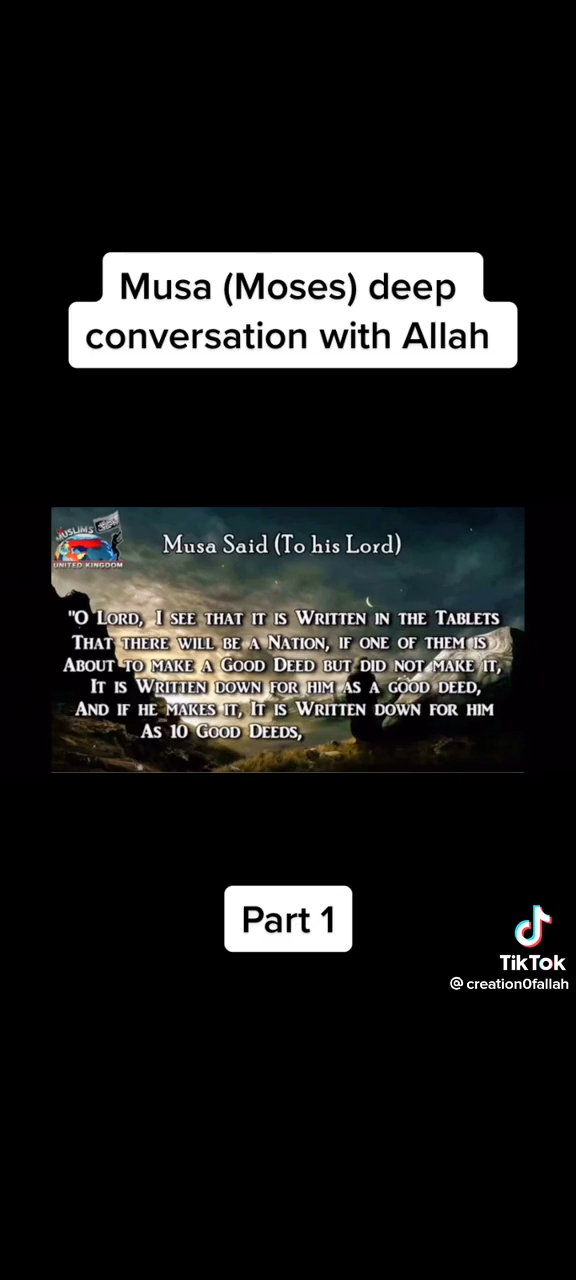 Musa (Moses) deep
conversation with Allah
MUSLIMS
UNITED KINGDOM
Musa Said (To his Lord)
"O Lord, I see that it is Written in the Tablets
That there will be a Nation, if one of them is
About to make a Good Deed but did not make it,
It is Written down for him as a good deed,
And if he makes it, It is Written down for him
As 10 Good Deeds,
Part 1
TikTok
@creation0fallah